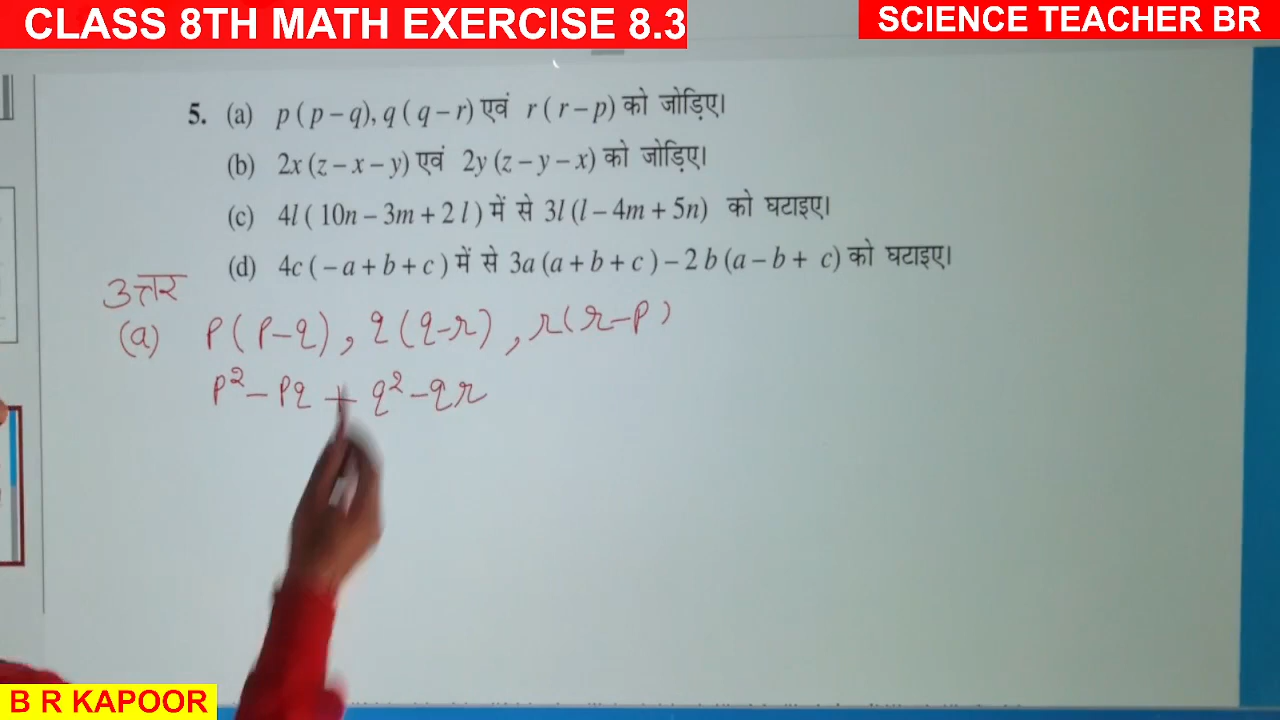 CLASS 8TH MATH EXERCISE 8.3
SCIENCE TEACHER BR
5. (a) p ( p – q), q ( q – r) एवं r ( r – p) को जोड़िए।
(b) 2x (z – x – y) एवं 2y (z – y – x) को जोड़िए।
(c) 4l ( 10n – 3m + 2 l ) में से 3l (l – 4m + 5n) को घटाइए।
(d) 4c ( – a + b + c ) में से 3a (a + b + c ) – 2 b (a – b + c) को घटाइए।
उत्तर
(a) p(p-q), q(q-r), r(r-p)
p² - pq + q² - qr
B R KAPOOR